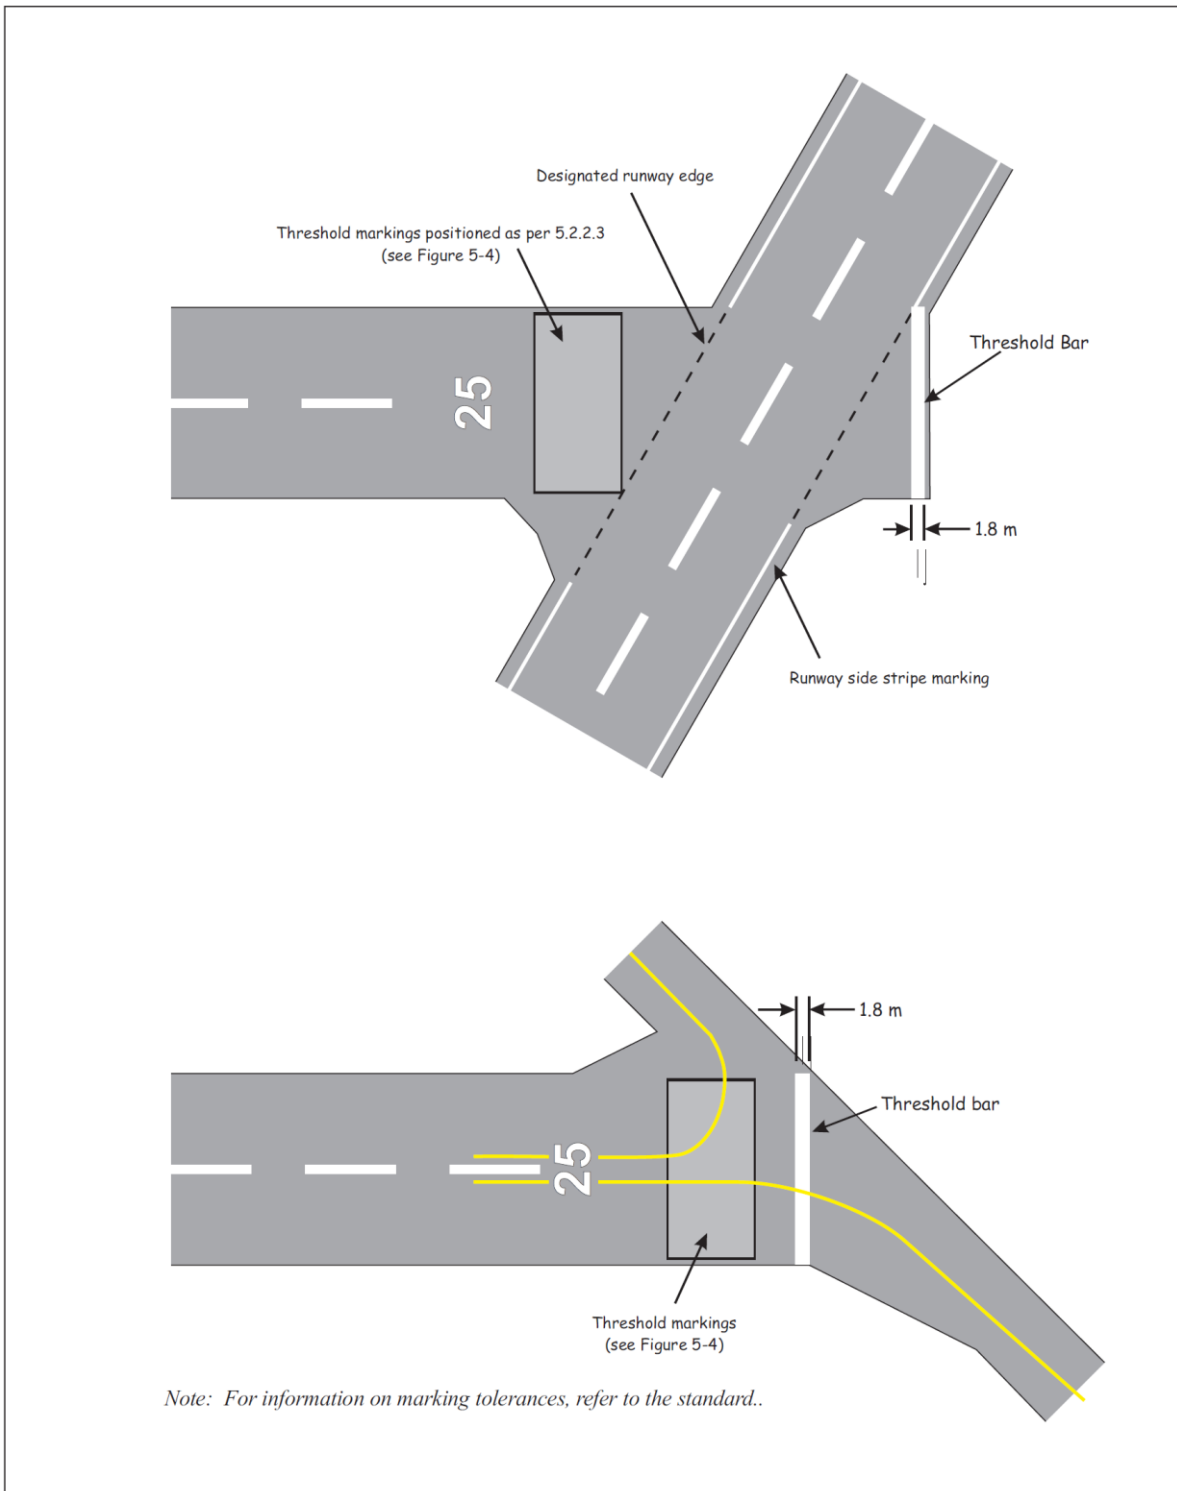 Designated runway edge
Threshold markings positioned as per 5.2.2.3
(see Figure 5-4)
Threshold Bar
25
1.8 m
Runway side stripe marking
1.8 m
Threshold bar
25
Threshold markings
(see Figure 5-4)
Note: For information on marking tolerances, refer to the standard..